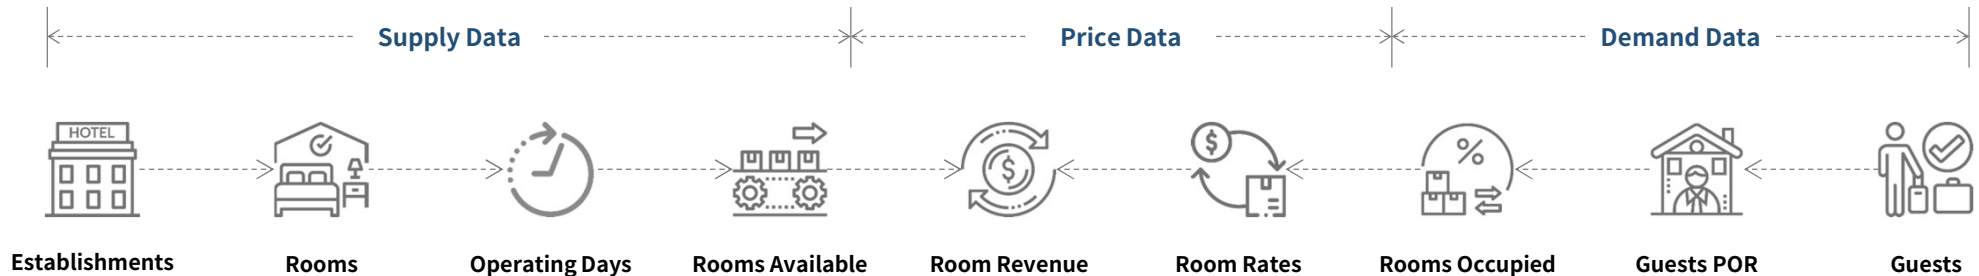 Supply Data
Price Data
Demand Data
HOTEL
$
$
%
Establishments
Rooms
Operating Days
Rooms Available
Room Revenue
Room Rates
Rooms Occupied
Guests POR
Guests